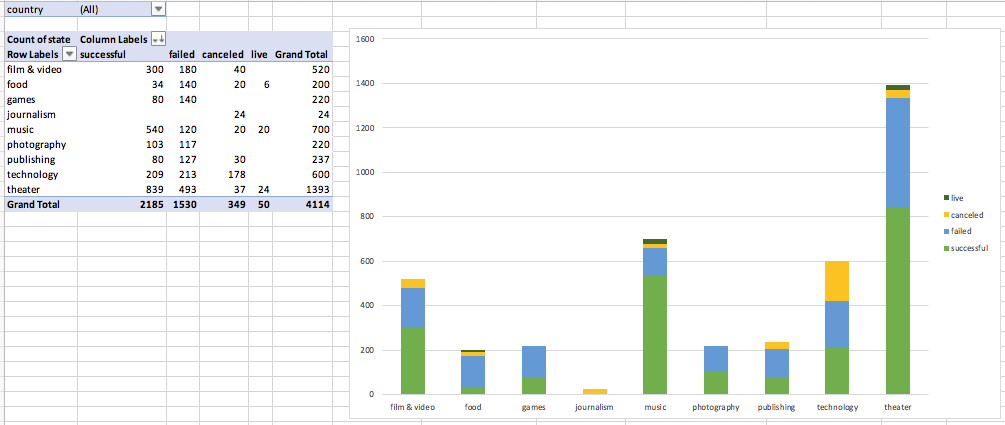 country (All)
Count of state Column Labels
Row Labels successful failed canceled live Grand Total
film & video 300 180 40 520
food 34 140 20 6 200
games 80 140 220
journalism 24 24
music 540 120 20 20 700
photography 103 117 220
publishing 80 127 30 237
technology 209 213 178 600
theater 839 493 37 24 1393
Grand Total 2185 1530 349 50 4114
1600
1400
1200
1000
800
600
400
200
0
film & video food games journalism music photography publishing technology theater
live
canceled
failed
successful